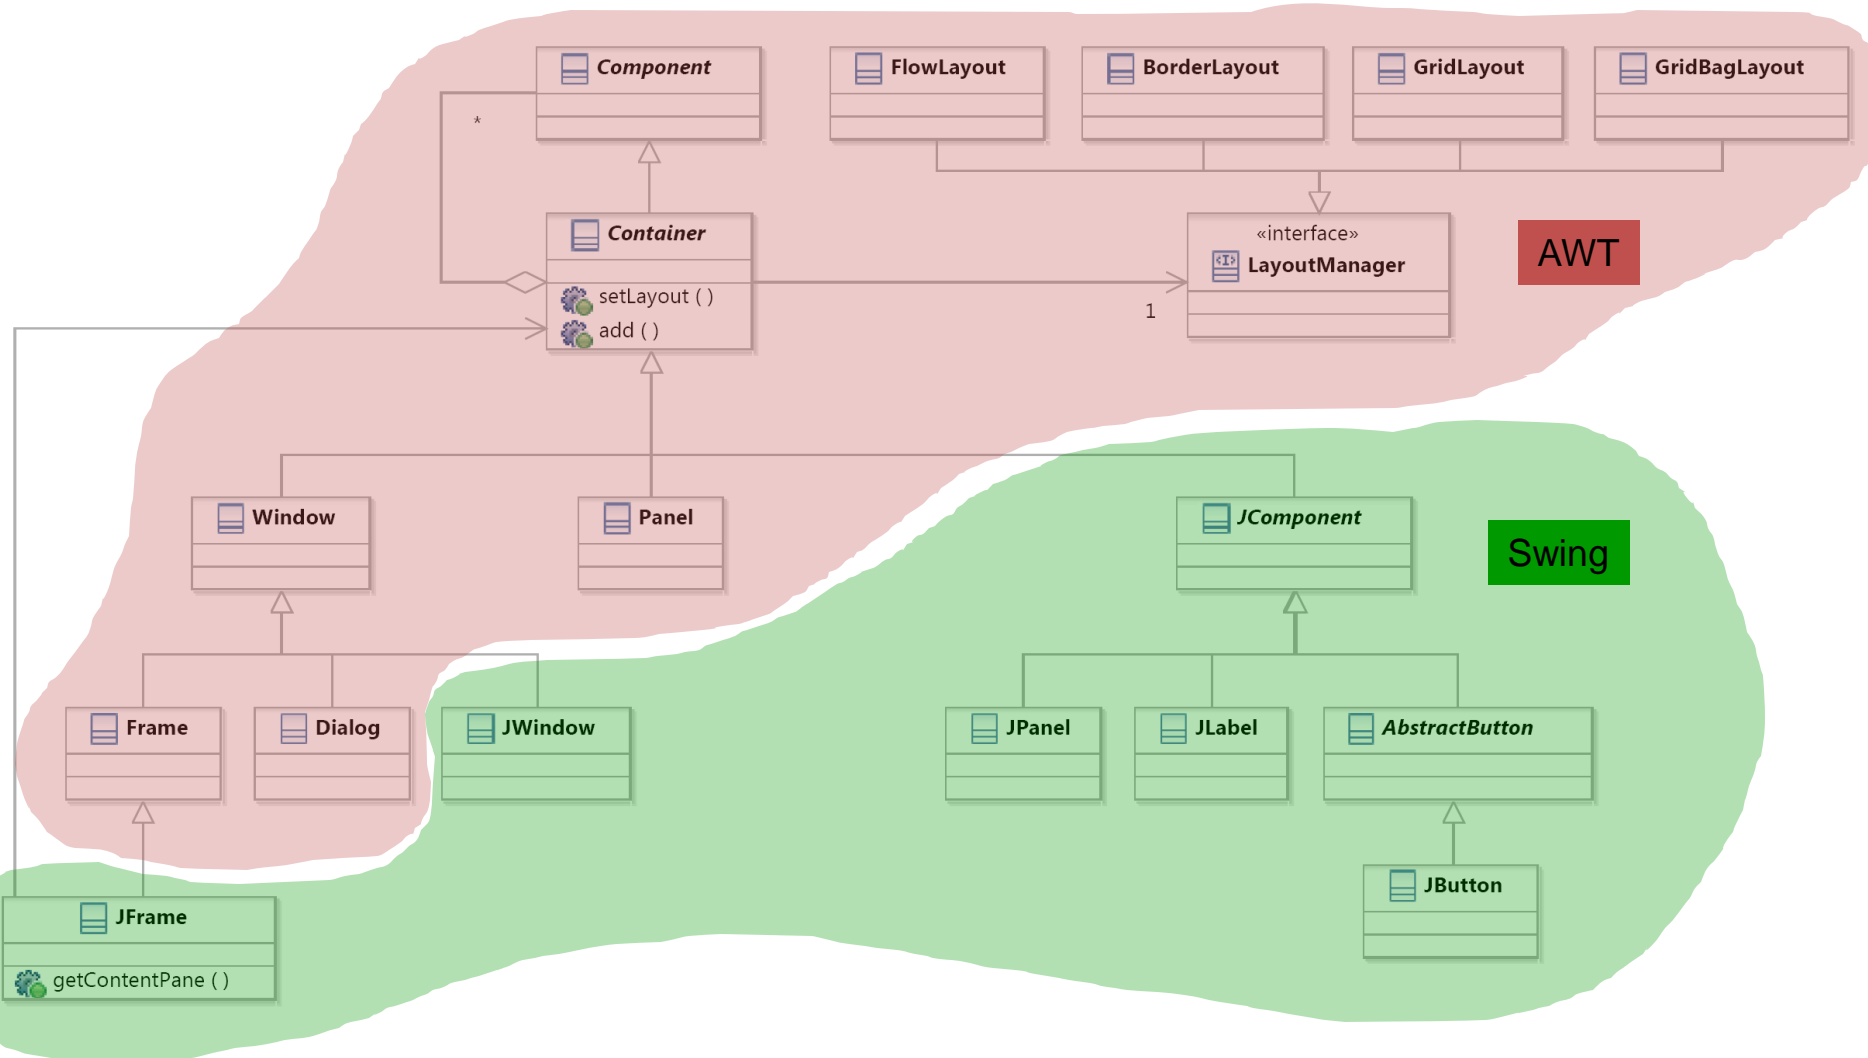 Component
FlowLayout
BorderLayout
GridLayout
GridBagLayout
*
Container
setLayout ( )
add ( )
«interface»
LayoutManager
1
AWT
Window
Panel
JComponent
Swing
Frame
Dialog
JWindow
JPanel
JLabel
AbstractButton
JButton
JFrame
getContentPane ( )